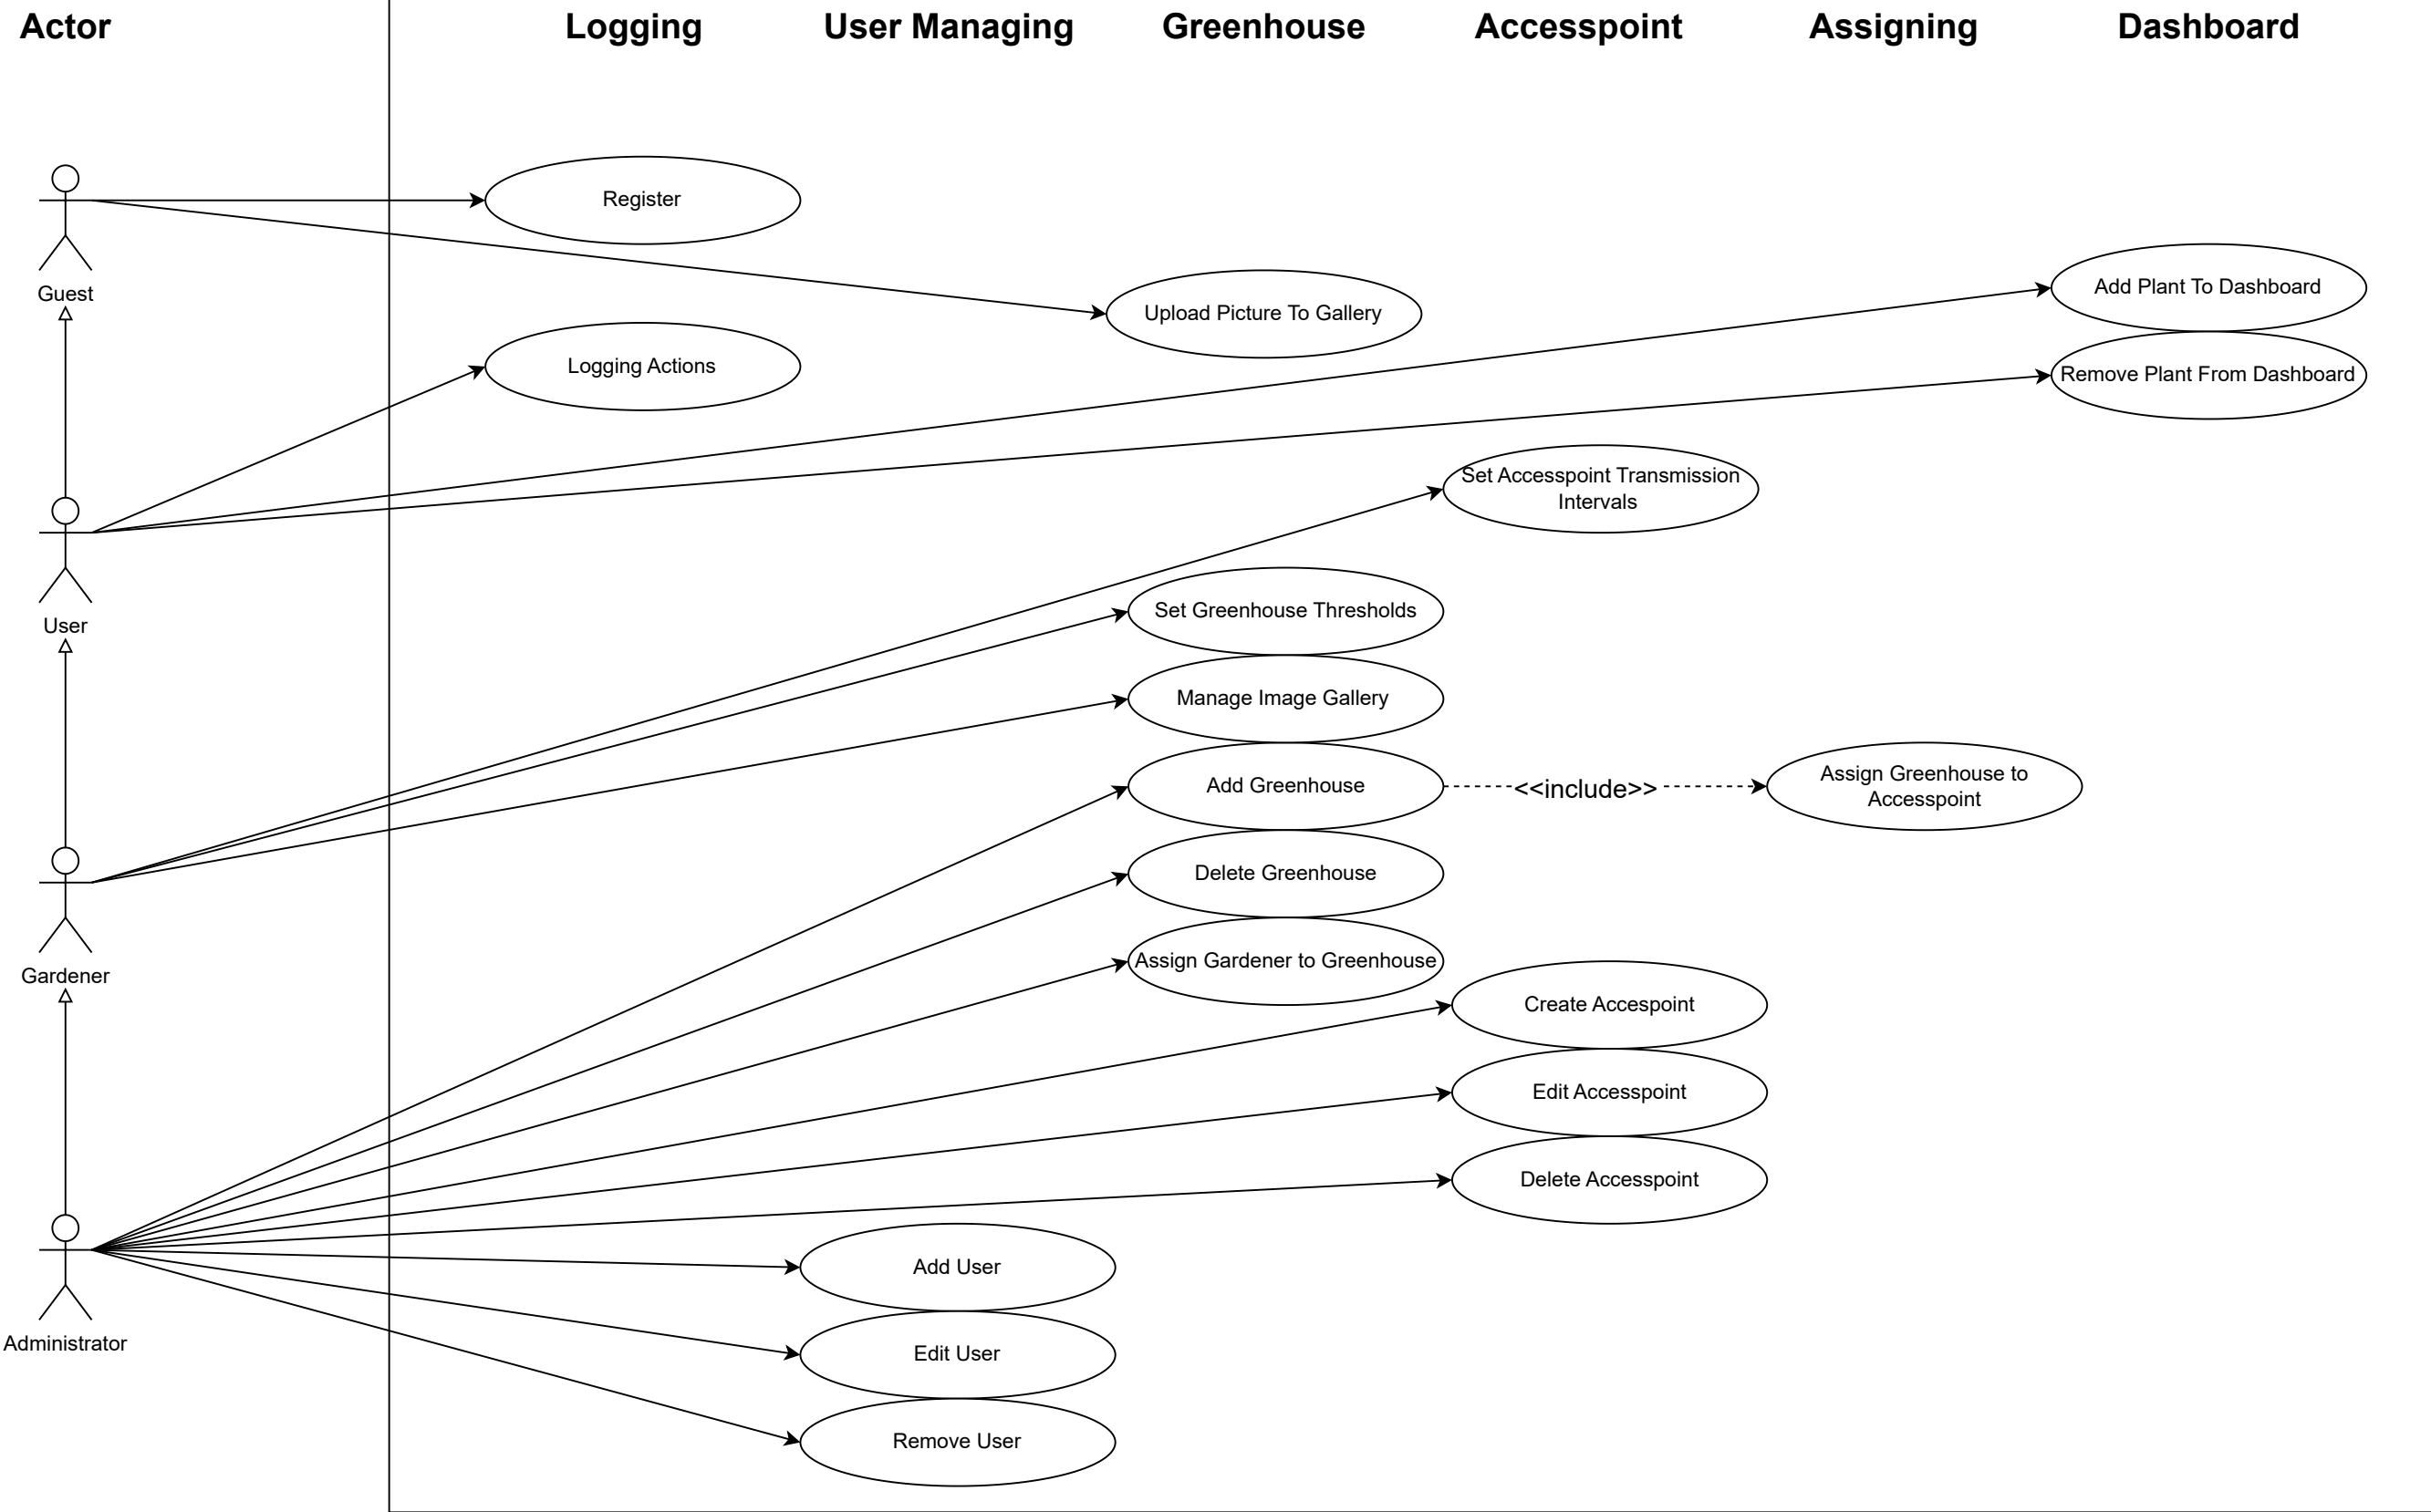 Actor
Logging
User Managing
Greenhouse
Accesspoint
Assigning
Dashboard
Register
Guest
Upload Picture To Gallery
Add Plant To Dashboard
Logging Actions
Remove Plant From Dashboard
Set Accesspoint Transmission
Intervals
User
Set Greenhouse Thresholds
Manage Image Gallery
Add Greenhouse
<<include>>
Assign Greenhouse to
Accesspoint
Delete Greenhouse
Gardener
Assign Gardener to Greenhouse
Create Accespoint
Edit Accesspoint
Delete Accesspoint
Add User
Administrator
Edit User
Remove User